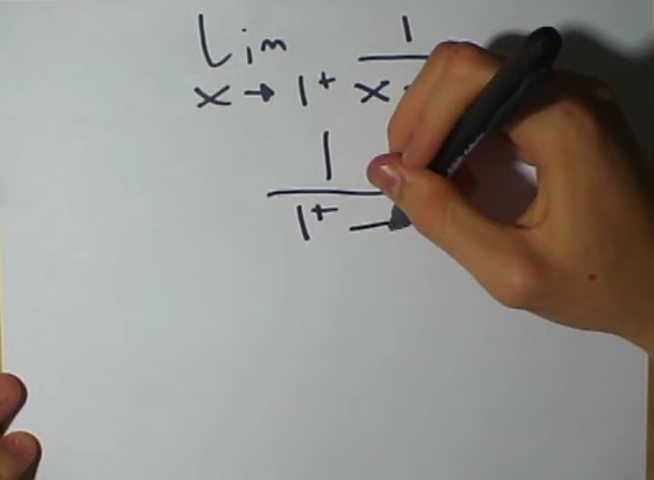 Lim 1
x → 1⁺ x
1
1⁺ —